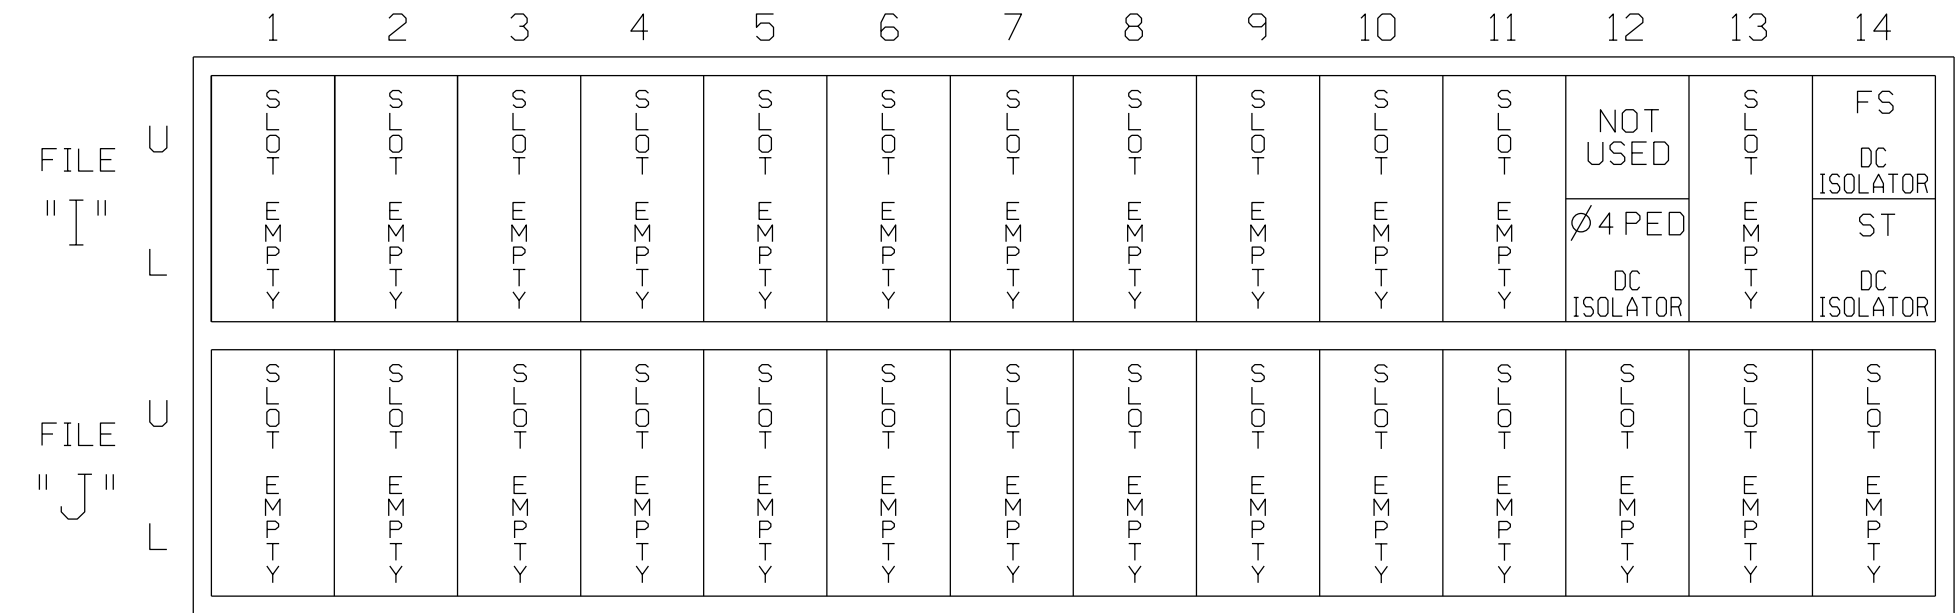 1 2 3 4 5 6 7 8 9 10 11 12 13 14
FILE
"I"
U
L
SLOT EMPTY
SLOT EMPTY
SLOT EMPTY
SLOT EMPTY
SLOT EMPTY
SLOT EMPTY
SLOT EMPTY
SLOT EMPTY
SLOT EMPTY
SLOT EMPTY
SLOT EMPTY
NOT
USED
Ø4 PED
DC
ISOLATOR
SLOT EMPTY
FS
DC
ISOLATOR
ST
DC
ISOLATOR
FILE
"J"
U
L
SLOT EMPTY
SLOT EMPTY
SLOT EMPTY
SLOT EMPTY
SLOT EMPTY
SLOT EMPTY
SLOT EMPTY
SLOT EMPTY
SLOT EMPTY
SLOT EMPTY
SLOT EMPTY
SLOT EMPTY
SLOT EMPTY
SLOT EMPTY